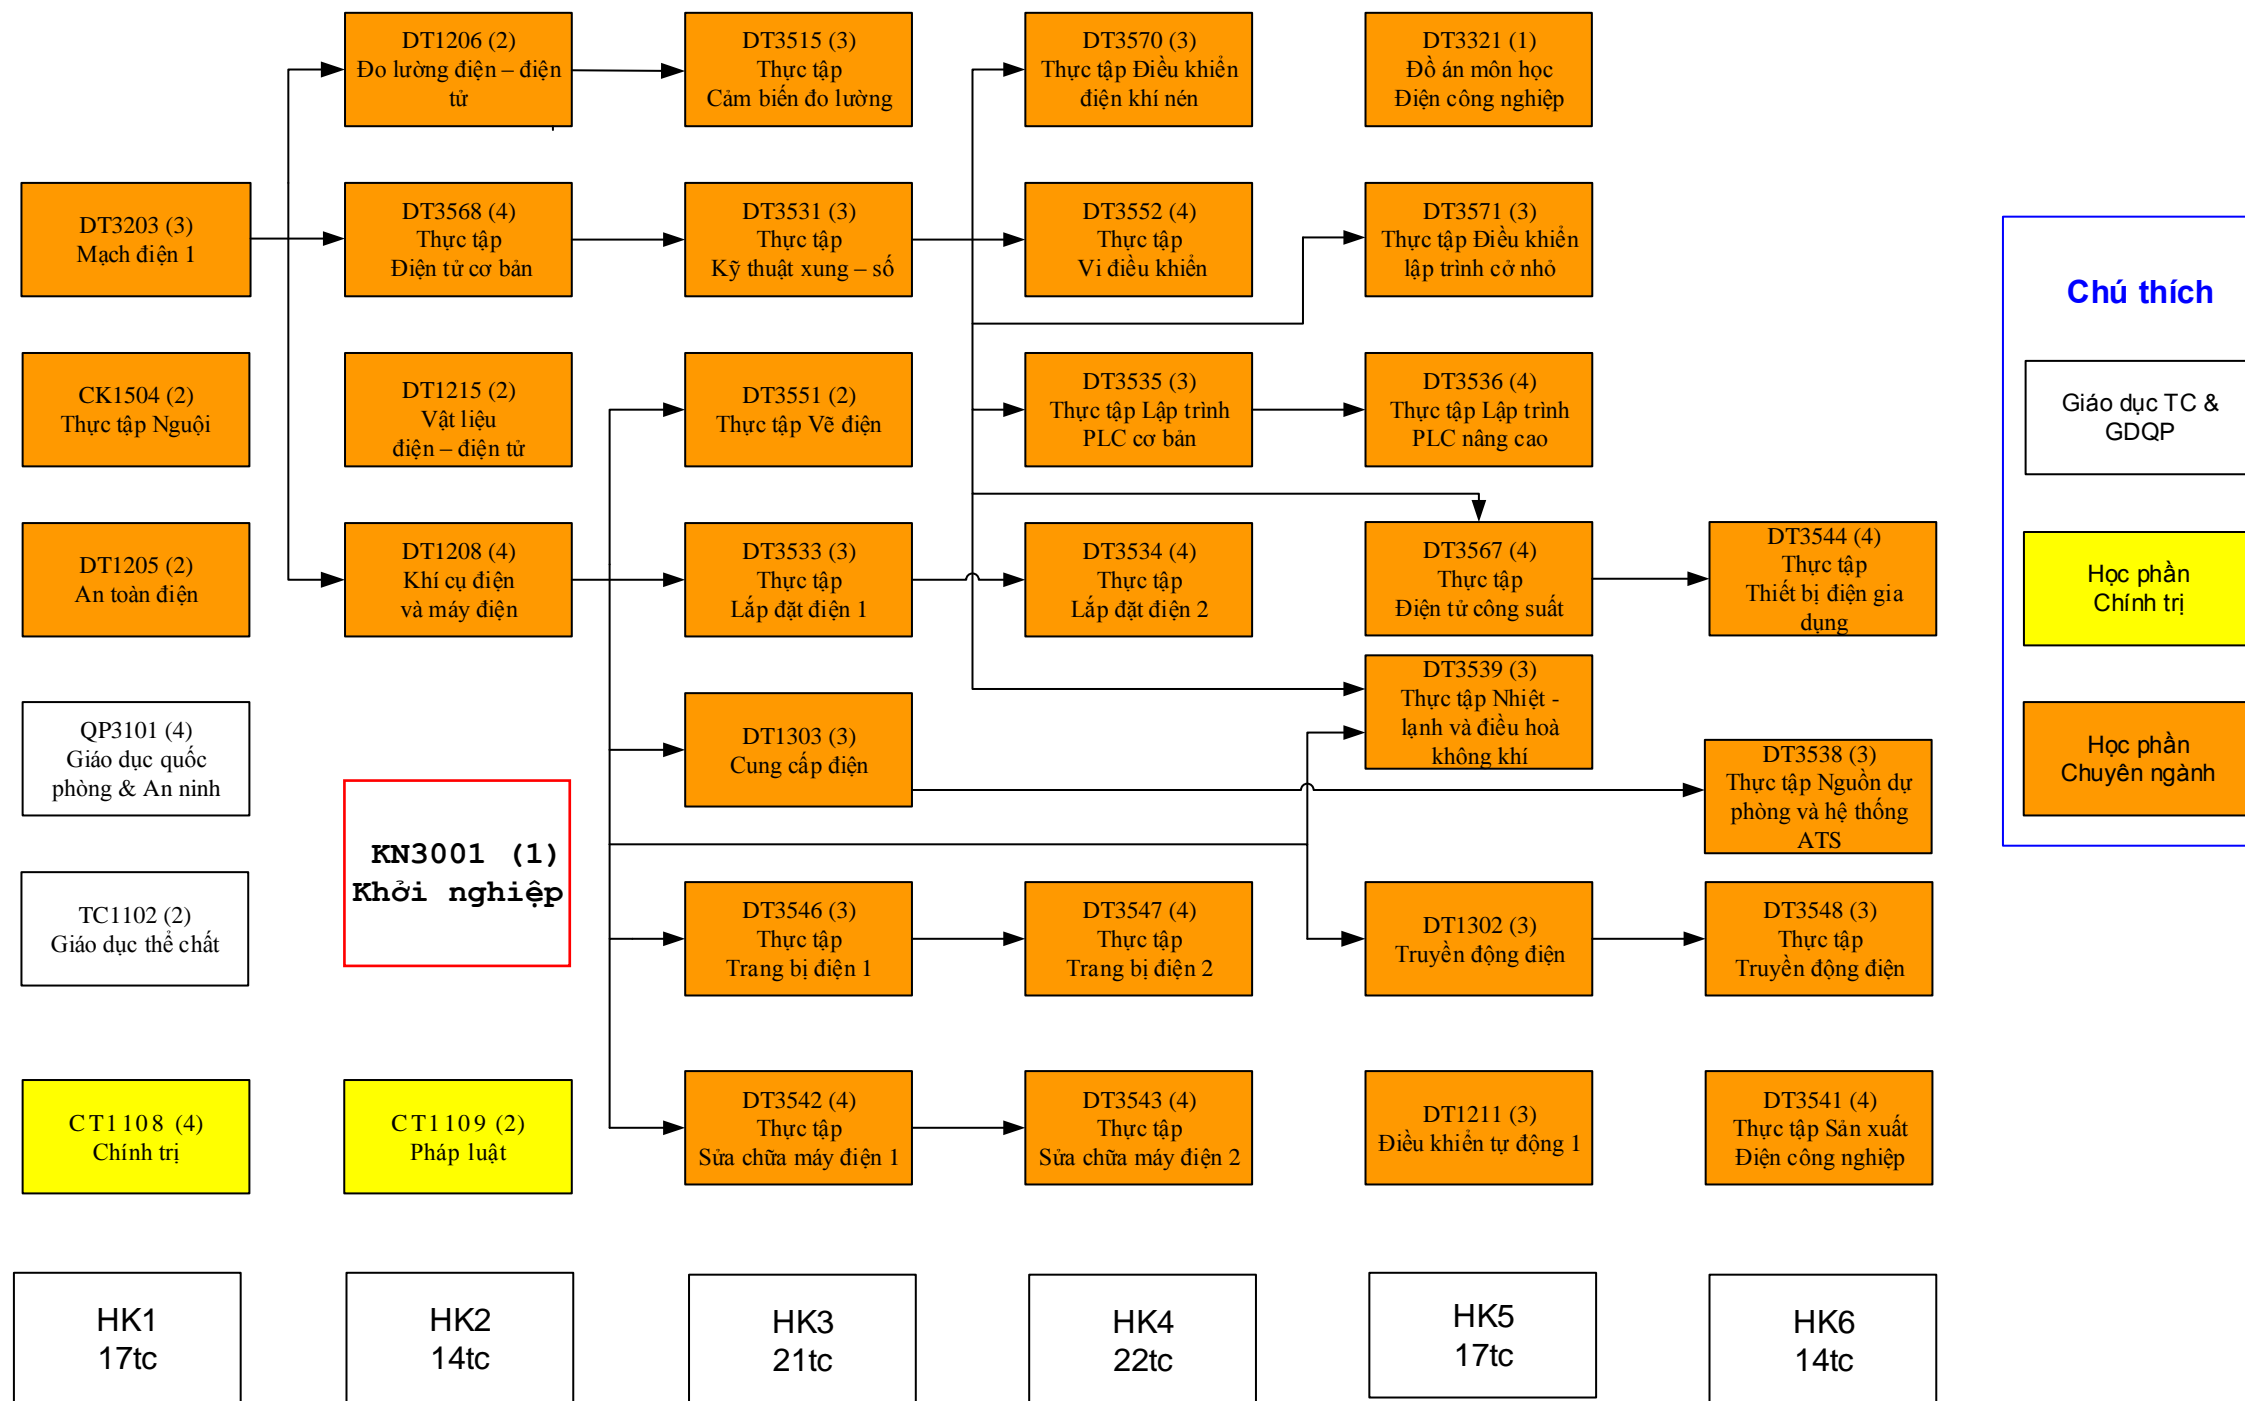 DT1206 (2)
Đo lường điện – điện
tử
DT3515 (3)
Thực tập
Cảm biến đo lường
DT3570 (3)
Thực tập Điều khiển
điện khí nén
DT3321 (1)
Đồ án môn học
Điện công nghiệp
DT3203 (3)
Mạch điện 1
DT3568 (4)
Thực tập
Điện tử cơ bản
DT3531 (3)
Thực tập
Kỹ thuật xung – số
DT3552 (4)
Thực tập
Vi điều khiển
DT3571 (3)
Thực tập Điều khiển
lập trình cở nhỏ
CK1504 (2)
Thực tập Nguội
DT1215 (2)
Vật liệu
điện – điện tử
DT3551 (2)
Thực tập Vẽ điện
DT3535 (3)
Thực tập Lập trình
PLC cơ bản
DT3536 (4)
Thực tập Lập trình
PLC nâng cao
DT1205 (2)
An toàn điện
DT1208 (4)
Khí cụ điện
và máy điện
DT3533 (3)
Thực tập
Lắp đặt điện 1
DT3534 (4)
Thực tập
Lắp đặt điện 2
DT3567 (4)
Thực tập
Điện tử công suất
DT3544 (4)
Thực tập
Thiết bị điện gia
dụng
QP3101 (4)
Giáo dục quốc
phòng & An ninh
DT1303 (3)
Cung cấp điện
DT3539 (3)
Thực tập Nhiệt -
lạnh và điều hoà
không khí
DT3538 (3)
Thực tập Nguồn dự
phòng và hệ thống
ATS
TC1102 (2)
Giáo dục thể chất
KN3001 (1)
Khởi nghiệp
DT3546 (3)
Thực tập
Trang bị điện 1
DT3547 (4)
Thực tập
Trang bị điện 2
DT1302 (3)
Truyền động điện
DT3548 (3)
Thực tập
Truyền động điện
CT1108 (4)
Chính trị
CT1109 (2)
Pháp luật
DT3542 (4)
Thực tập
Sửa chữa máy điện 1
DT3543 (4)
Thực tập
Sửa chữa máy điện 2
DT1211 (3)
Điều khiển tự động 1
DT3541 (4)
Thực tập Sản xuất
Điện công nghiệp
HK1
17tc
HK2
14tc
HK3
21tc
HK4
22tc
HK5
17tc
HK6
14tc
Chú thích
Giáo dục TC &
GDQP
Học phần
Chính trị
Học phần
Chuyên ngành